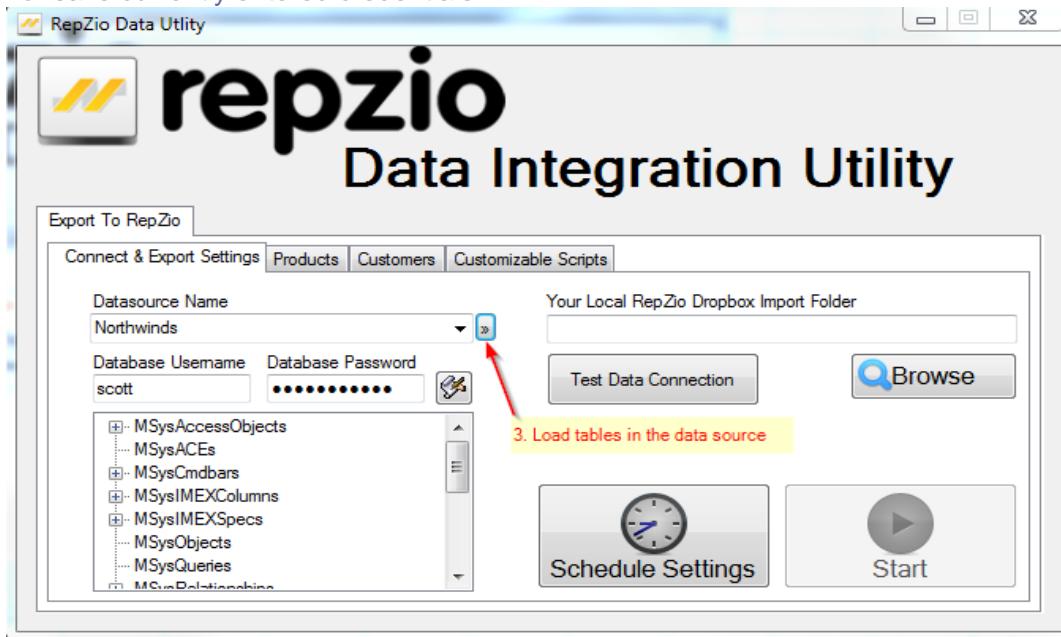 RepZio Data Utlity
repzio
Data Integration Utility
Export To RepZio
Connect & Export Settings Products Customers Customizable Scripts
Datasource Name
Your Local RepZio Dropbox Import Folder
Northwinds
»
Database Username Database Password
scott
Test Data Connection
Browse
3. Load tables in the data source
MSysAccessObjects
MSysACEs
MSysCmdbars
MSysIMEXColumns
MSysIMEXSpecs
MSysObjects
MSysQueries
MSysRelationships
Schedule Settings
Start